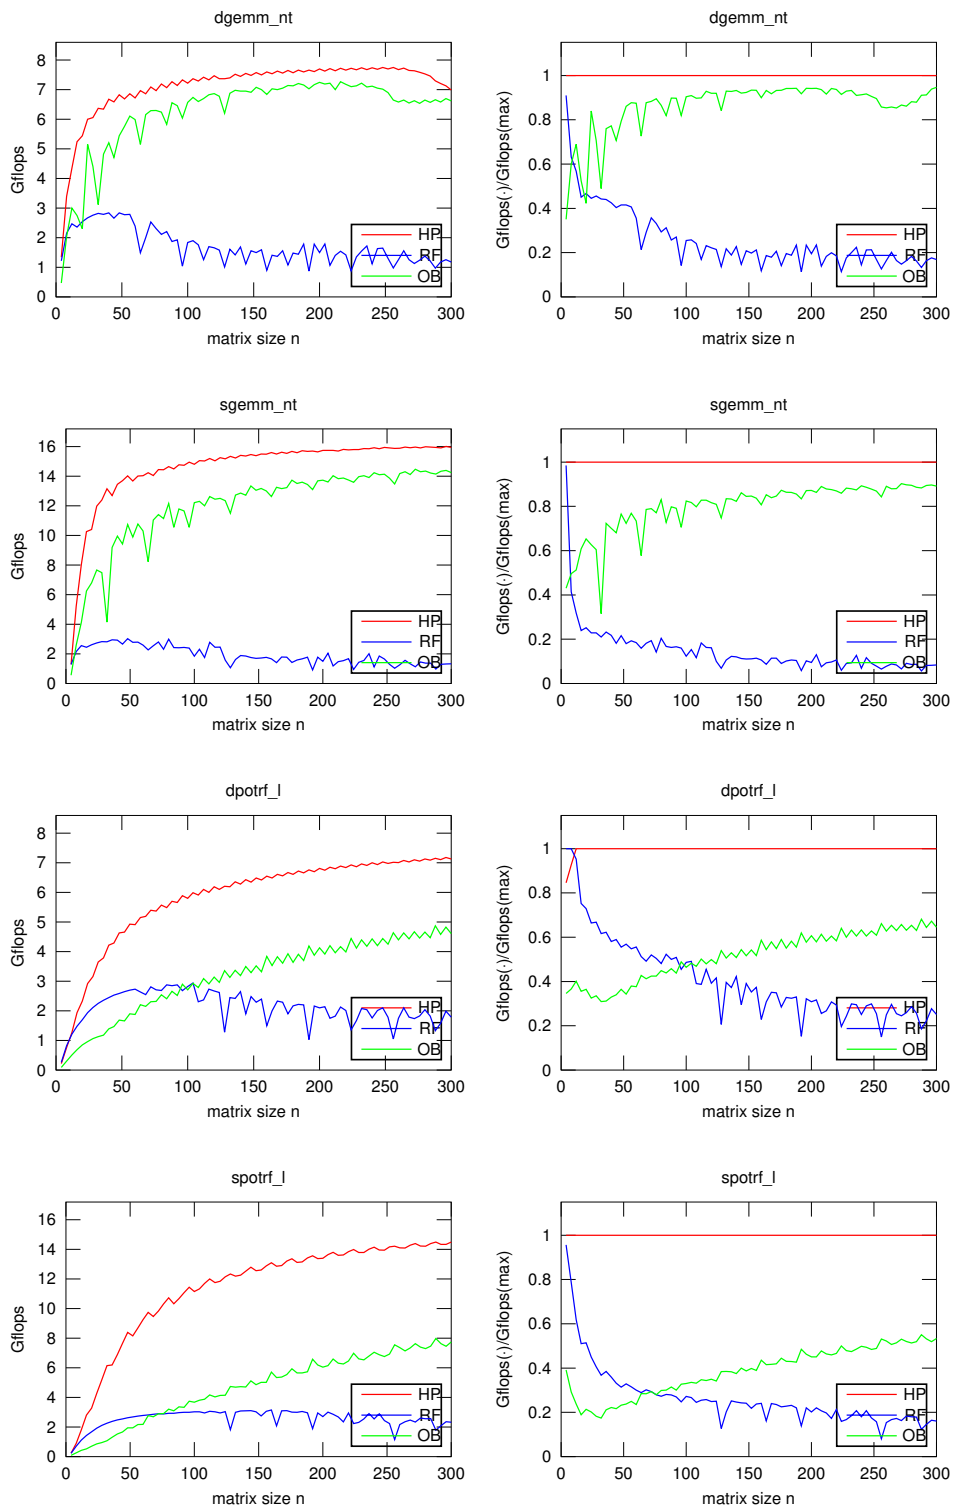 dgemm_nt
Gflops
8
7
6
5
4
3
2
1
0
HP
RF
OB
0 50 100 150 200 250 300
matrix size n
dgemm_nt
Gflops(·)/Gflops(max)
1
0.8
0.6
0.4
0.2
0
HP
RF
OB
0 50 100 150 200 250 300
matrix size n
sgemm_nt
Gflops
16
14
12
10
8
6
4
2
0
HP
RF
OB
0 50 100 150 200 250 300
matrix size n
sgemm_nt
Gflops(·)/Gflops(max)
1
0.8
0.6
0.4
0.2
0
HP
RF
OB
0 50 100 150 200 250 300
matrix size n
dpotrf_l
Gflops
8
7
6
5
4
3
2
1
0
HP
RF
OB
0 50 100 150 200 250 300
matrix size n
dpotrf_l
Gflops(·)/Gflops(max)
1
0.8
0.6
0.4
0.2
0
HP
RF
OB
0 50 100 150 200 250 300
matrix size n
spotrf_l
Gflops
16
14
12
10
8
6
4
2
0
HP
RF
OB
0 50 100 150 200 250 300
matrix size n
spotrf_l
Gflops(·)/Gflops(max)
1
0.8
0.6
0.4
0.2
0
HP
RF
OB
0 50 100 150 200 250 300
matrix size n